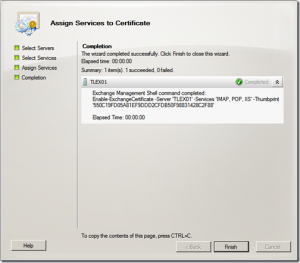 Assign Services to Certificate
Select Servers
Select Services
Assign Services
Completion
Completion
The wizard completed successfully. Click Finish to close this wizard.
Elapsed time: 00:00:00
Summary: 1 item(s). 1 succeeded, 0 failed.
TLEX01
Completed
Exchange Management Shell command completed:
Enable-ExchangeCertificate -Server 'TLEX01' -Services 'IMAP, POP, IIS' -Thumbprint
Elapsed Time: 00:00:00
To copy the contents of this page, press CTRL+C.
Help
< Back
Finish
Cancel